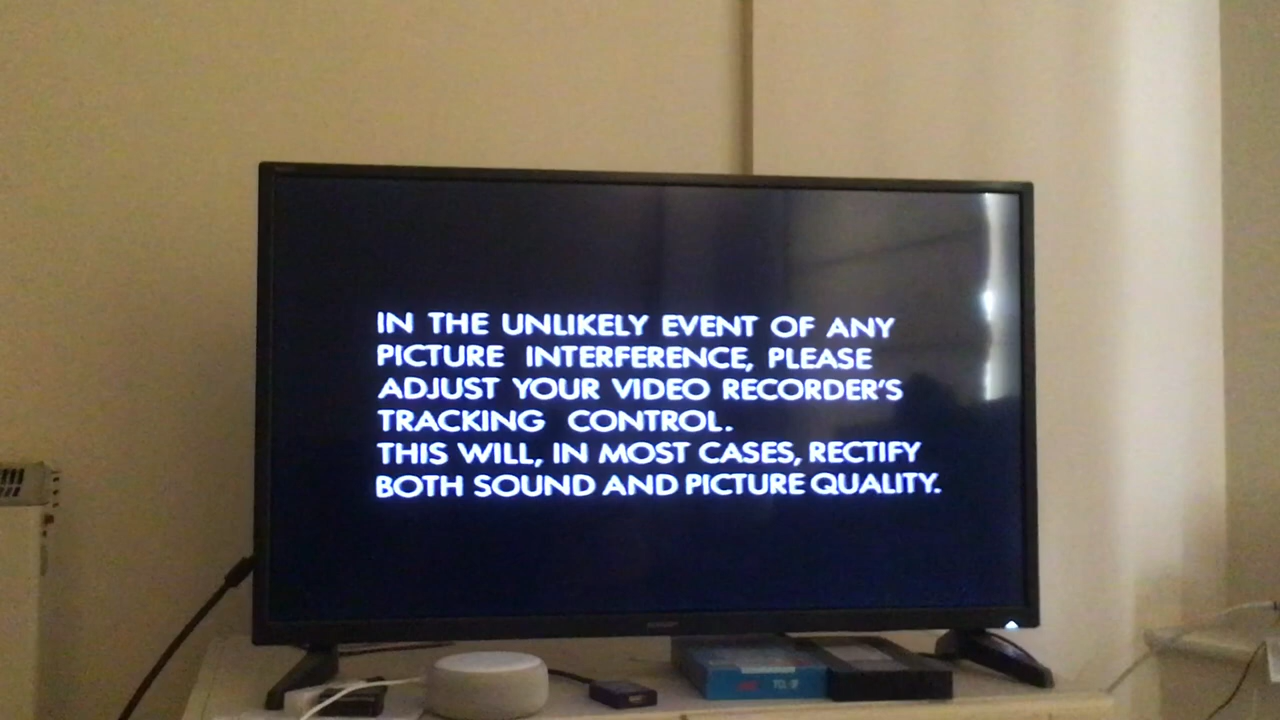 IN THE UNLIKELY EVENT OF ANY
PICTURE INTERFERENCE, PLEASE
ADJUST YOUR VIDEO RECORDER'S
TRACKING CONTROL.
THIS WILL, IN MOST CASES, RECTIFY
BOTH SOUND AND PICTURE QUALITY.